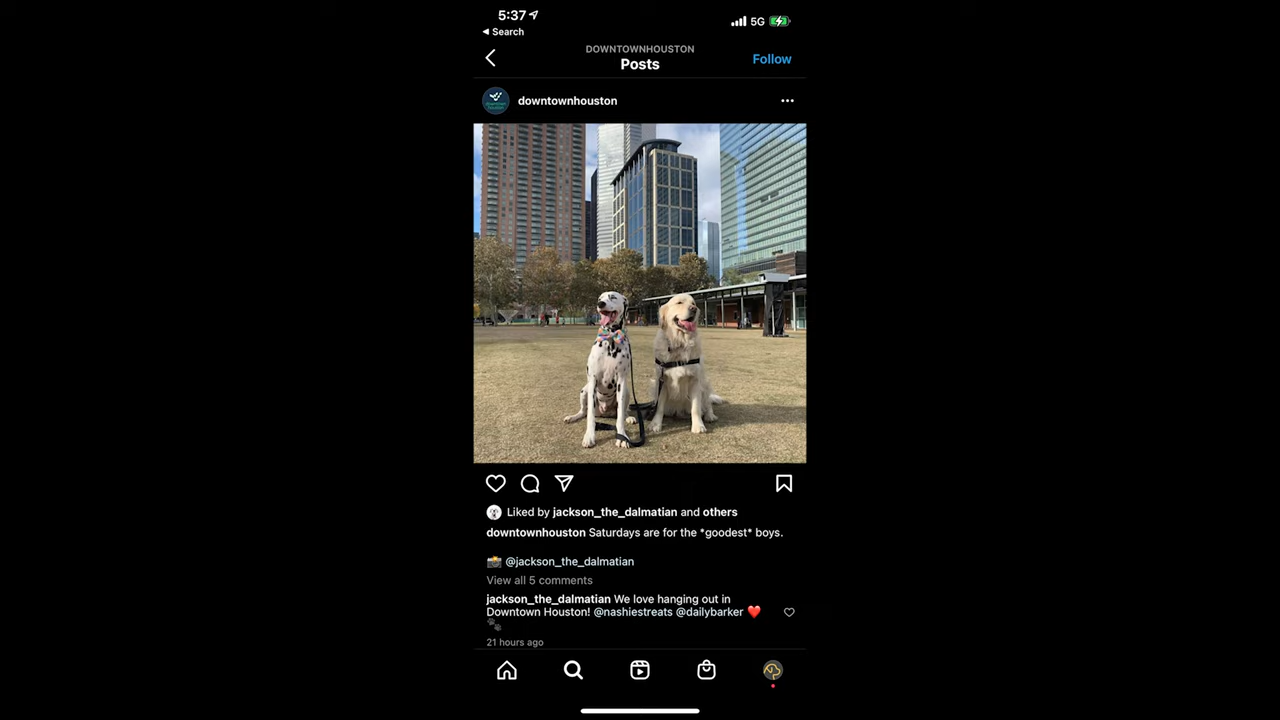 5:37
5G
◀ Search
DOWNTOWNHOUSTON
Posts
Follow
downtownhouston
Liked by jackson_the_dalmatian and others
downtownhouston Saturdays are for the *goodest* boys.
📸 @jackson_the_dalmatian
View all 5 comments
jackson_the_dalmatian We love hanging out in
Downtown Houston! @nashiestreats @dailybarker ❤️
🐾
21 hours ago